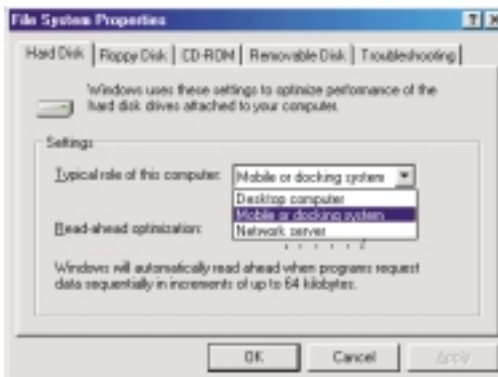 File System Properties
Hard Disk Floppy Disk CD-ROM Removable Disk Troubleshooting
Windows uses these settings to optimize performance of the
hard disk drives attached to your computer.
Settings
Typical role of this computer: Mobile or docking system
Desktop computer
Mobile or docking system
Read-ahead optimization: Network server
Windows will automatically read ahead when programs request
data sequentially in increments of up to 64 kilobytes.
OK Cancel Apply